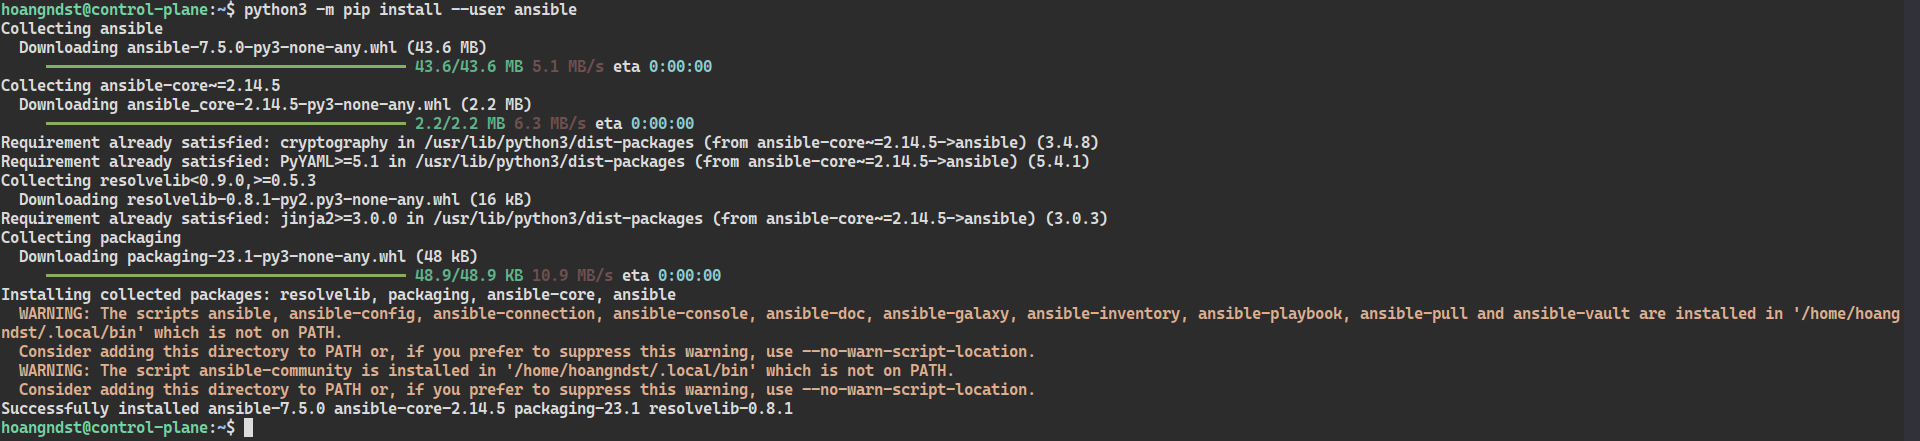 hoangndst@control-plane:~$ python3 -m pip install --user ansible
Collecting ansible
  Downloading ansible-7.5.0-py3-none-any.whl (43.6 MB)
     ━━━━━━━━━━━━━━━━━━━━━━━━━━━━━━━━━━━━━━━━ 43.6/43.6 MB 5.1 MB/s eta 0:00:00
Collecting ansible-core~=2.14.5
  Downloading ansible_core-2.14.5-py3-none-any.whl (2.2 MB)
     ━━━━━━━━━━━━━━━━━━━━━━━━━━━━━━━━━━━━━━━━ 2.2/2.2 MB 6.3 MB/s eta 0:00:00
Requirement already satisfied: cryptography in /usr/lib/python3/dist-packages (from ansible-core~=2.14.5->ansible) (3.4.8)
Requirement already satisfied: PyYAML>=5.1 in /usr/lib/python3/dist-packages (from ansible-core~=2.14.5->ansible) (5.4.1)
Collecting resolvelib<0.9.0,>=0.5.3
  Downloading resolvelib-0.8.1-py2.py3-none-any.whl (16 kB)
Requirement already satisfied: jinja2>=3.0.0 in /usr/lib/python3/dist-packages (from ansible-core~=2.14.5->ansible) (3.0.3)
Collecting packaging
  Downloading packaging-23.1-py3-none-any.whl (48 kB)
     ━━━━━━━━━━━━━━━━━━━━━━━━━━━━━━━━━━━━━━━━ 48.9/48.9 KB 10.9 MB/s eta 0:00:00
Installing collected packages: resolvelib, packaging, ansible-core, ansible
  WARNING: The scripts ansible, ansible-config, ansible-connection, ansible-console, ansible-doc, ansible-galaxy, ansible-inventory, ansible-playbook, ansible-pull and ansible-vault are installed in '/home/hoang
ndst/.local/bin' which is not on PATH.
  Consider adding this directory to PATH or, if you prefer to suppress this warning, use --no-warn-script-location.
  WARNING: The script ansible-community is installed in '/home/hoangndst/.local/bin' which is not on PATH.
  Consider adding this directory to PATH or, if you prefer to suppress this warning, use --no-warn-script-location.
Successfully installed ansible-7.5.0 ansible-core-2.14.5 packaging-23.1 resolvelib-0.8.1
hoangndst@control-plane:~$